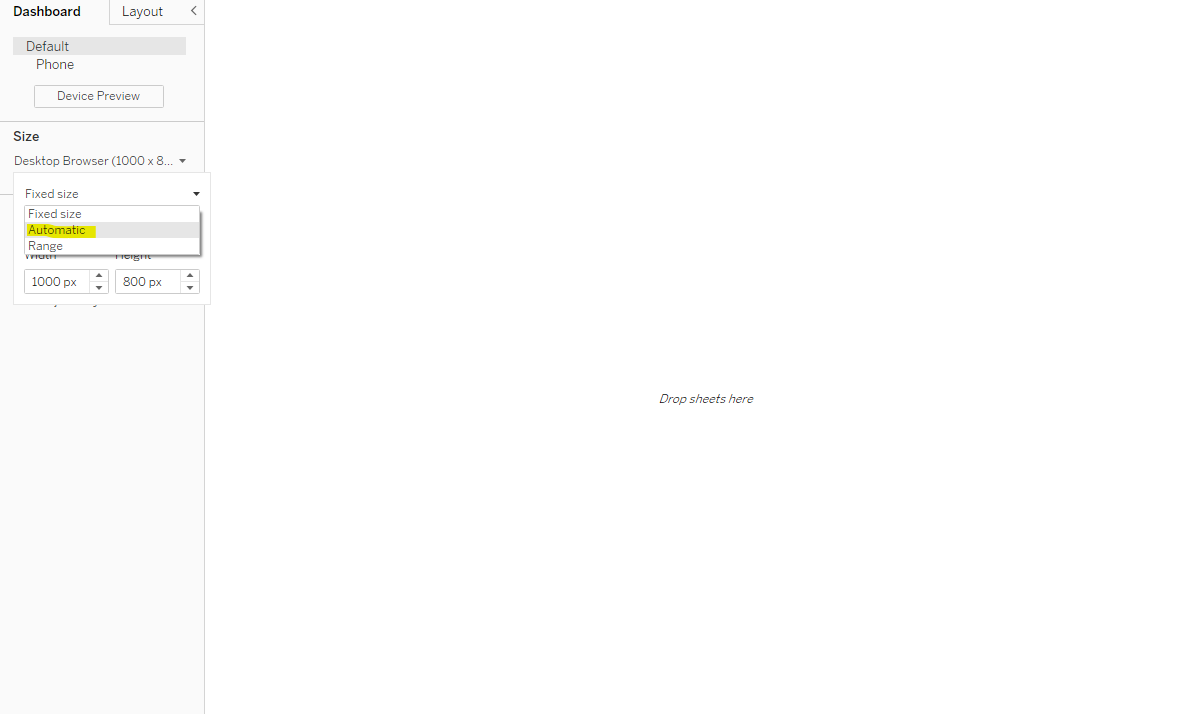 Dashboard Layout <
Default
Phone
Device Preview
Size
Desktop Browser (1000 x 8...
Fixed size
Fixed size
Automatic
Range
Width Height
1000 px 800 px
Drop sheets here